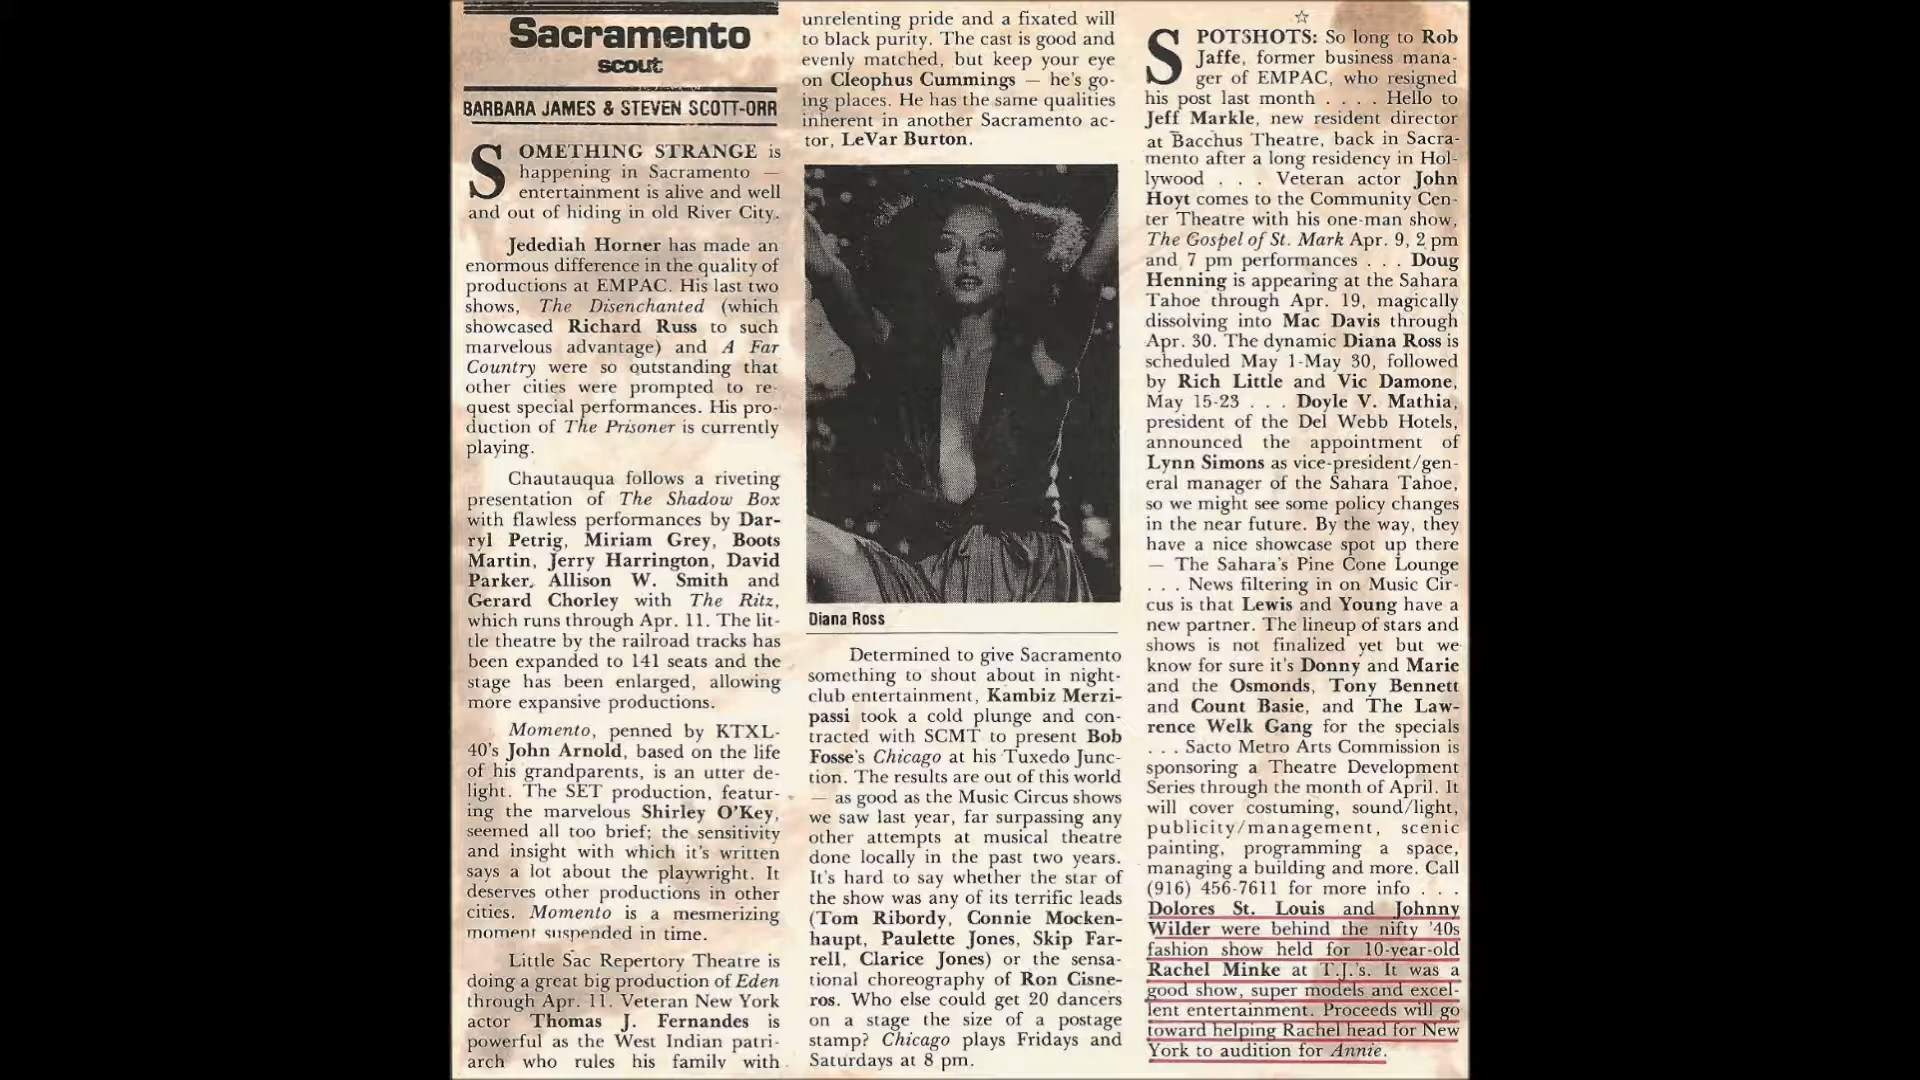 Sacramento
scout
BARBARA JAMES & STEVEN SCOTT-ORR
SOMETHING STRANGE is
happening in Sacramento —
entertainment is alive and well
and out of hiding in old River City.
Jedediah Horner has made an
enormous difference in the quality of
productions at EMPAC. His last two
shows, The Disenchanted (which
showcased Richard Russ to such
marvelous advantage) and A Far
Country were so outstanding that
other cities were prompted to re-
quest special performances. His pro-
duction of The Prisoner is currently
playing.
Chautauqua follows a riveting
presentation of The Shadow Box
with flawless performances by Dar-
ryl Petrig, Miriam Grey, Boots
Martin, Jerry Harrington, David
Parker, Allison W. Smith and
Gerard Chorley with The Ritz,
which runs through Apr. 11. The lit-
tle theatre by the railroad tracks has
been expanded to 141 seats and the
stage has been enlarged, allowing
more expensive productions.
Momento, penned by KTXL-
40's John Arnold, based on the life
of his grandparents, is an utter de-
light. The SET production, featur-
ing the marvelous Shirley O'Key,
seemed all too brief; the sensitivity
and insight with which it's written
says a lot about the playwright. It
deserves other productions in other
cities. Momento is a mesmerizing
moment suspended in time.
Little Sac Repertory Theatre is
doing a great big production of Eden
through Apr. 11. Veteran New York
actor Thomas J. Fernandes is
powerful as the West Indian patri-
arch who rules his family with
unrelenting pride and a fixated will
to black purity. The cast is good and
evenly matched, but keep your eye
on Cleophus Cummings — he's go-
ing places. He has the same qualities
inherent in another Sacramento ac-
tor, LeVar Burton.
Diana Ross
Determined to give Sacramento
something to shout about in night-
club entertainment, Kambiz Merzi-
passi took a cold plunge and con-
tracted with SCMT to present Bob
Fosse's Chicago at his Tuxedo Junc-
tion. The results are out of this world
— as good as the Music Circus shows
we saw last year, far surpassing any
other attempts at musical theatre
done locally in the past two years.
It's hard to say whether the star of
the show was any of its terrific leads
(Tom Ribordy, Connie Mocken-
haupt, Paulette Jones, Skip Far-
rell, Clarice Jones) or the sensa-
tional choreography of Ron Cisne-
ros. Who else could get 20 dancers
on a stage the size of a postage
stamp? Chicago plays Fridays and
Saturdays at 8 pm.
SPOTSHOTS: So long to Rob
Jaffe, former business mana-
ger of EMPAC, who resigned
his post last month . . . . Hello to
Jeff Markle, new resident director
at Bacchus Theatre, back in Sacra-
mento after a long residency in Hol-
lywood . . . Veteran actor John
Hoyt comes to the Community Cen-
ter Theatre with his one-man show,
The Gospel of St. Mark Apr. 9, 2 pm
and 7 pm performances . . . Doug
Henning is appearing at the Sahara
Tahoe through Apr. 19, magically
dissolving into Mac Davis through
Apr. 30. The dynamic Diana Ross is
scheduled May 1-May 30, followed
by Rich Little and Vic Damone,
May 15-23 . . . Doyle V. Mathia,
president of the Del Webb Hotels,
announced the appointment of
Lynn Simons as vice-president/gen-
eral manager of the Sahara Tahoe,
so we might see some policy changes
in the near future. By the way, they
have a nice showcase spot up there
— The Sahara's Pine Cone Lounge
. . . News filtering in on Music Cir-
cus is that Lewis and Young have a
new partner. The lineup of stars and
shows is not finalized yet but we
know for sure it's Donny and Marie
and the Osmonds, Tony Bennett
and Count Basie, and The Law-
rence Welk Gang for the specials
. . . Sacto Metro Arts Commission is
sponsoring a Theatre Development
Series through the month of April. It
will cover costuming, sound/light,
publicity/management, scenic
painting, programming a space,
managing a building and more. Call
(916) 456-7611 for more info . . .
Dolores St. Louis and Johnny
Wilder were behind the nifty '40s
fashion show held for 10-year-old
Rachel Minke at T.J.'s. It was a
good show, super models and excel-
lent entertainment. Proceeds will go
toward helping Rachel head for New
York to audition for Annie.